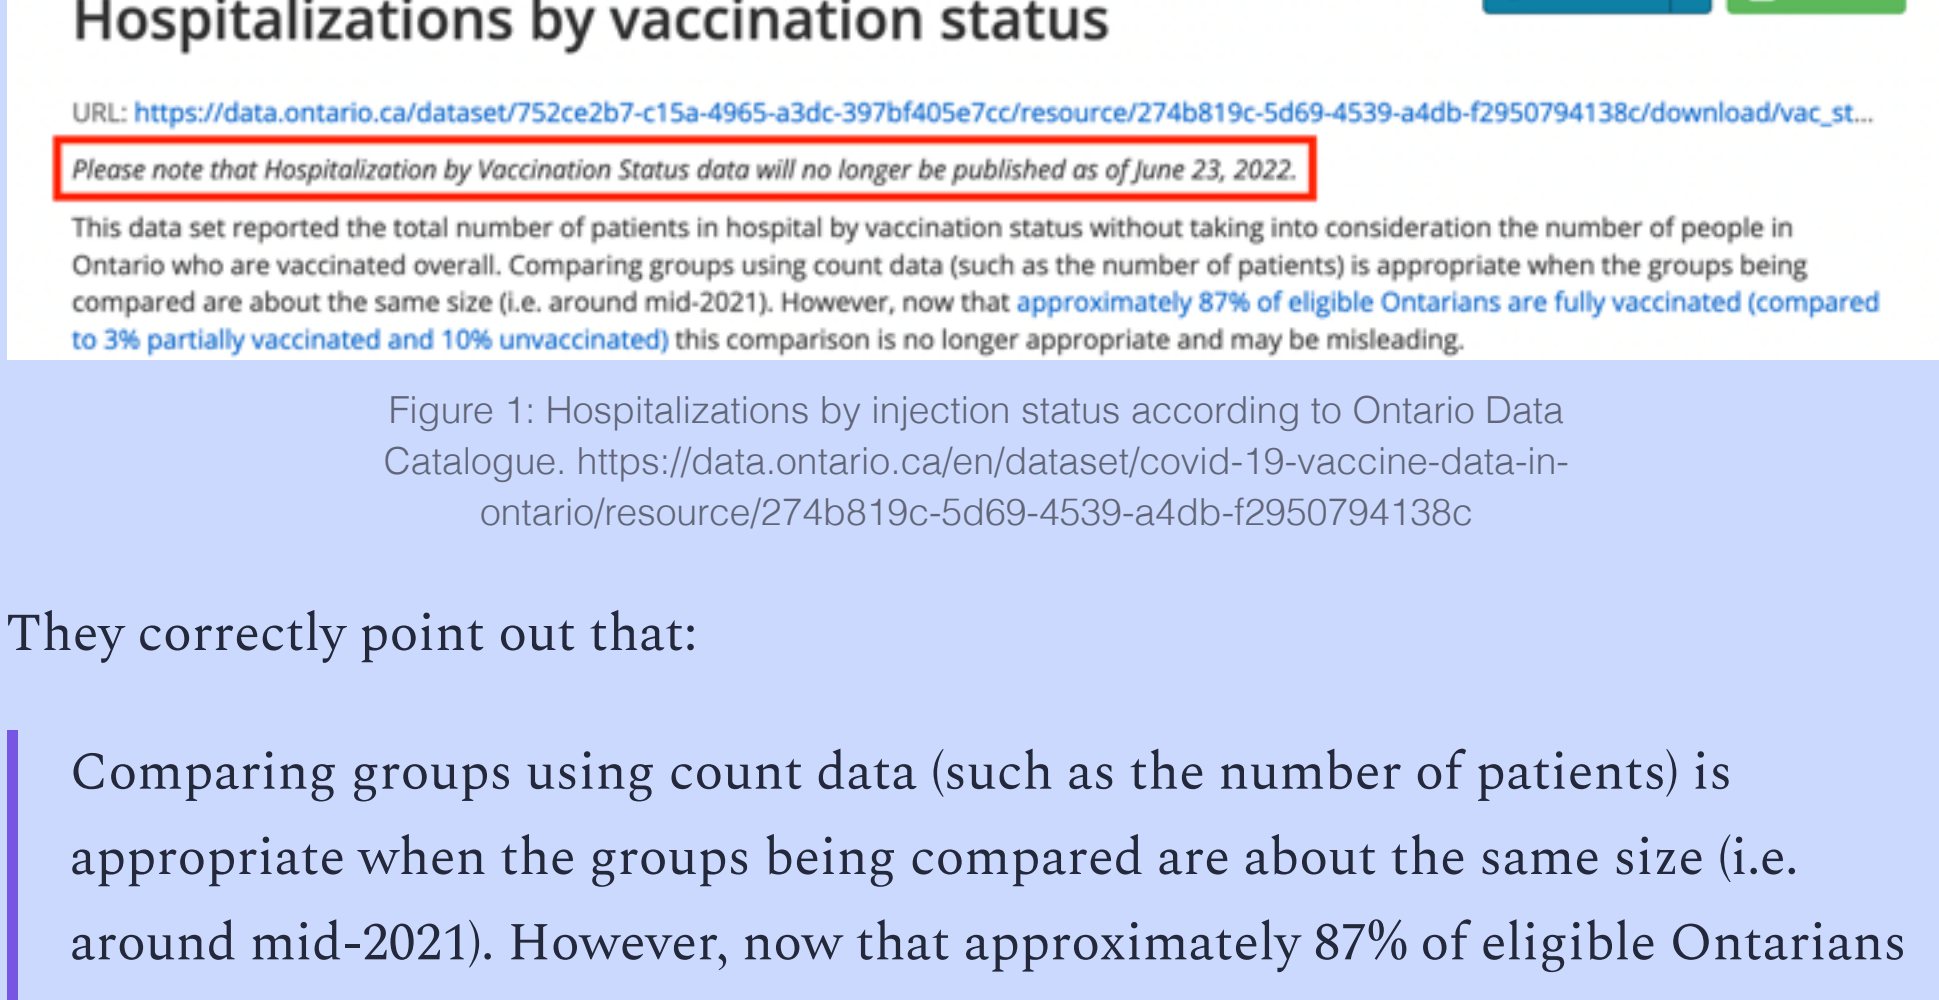 Hospitalizations by vaccination status
URL: https://data.ontario.ca/dataset/752ce2b7-c15a-4965-a3dc-397bf405e7cc/resource/274b819c-5d69-4539-a4db-f2950794138c/download/vac_st...
Please note that Hospitalization by Vaccination Status data will no longer be published as of June 23, 2022.
This data set reported the total number of patients in hospital by vaccination status without taking into consideration the number of people in
Ontario who are vaccinated overall. Comparing groups using count data (such as the number of patients) is appropriate when the groups being
compared are about the same size (i.e. around mid-2021). However, now that approximately 87% of eligible Ontarians are fully vaccinated (compared
to 3% partially vaccinated and 10% unvaccinated) this comparison is no longer appropriate and may be misleading.
Figure 1: Hospitalizations by injection status according to Ontario Data
Catalogue. https://data.ontario.ca/en/dataset/covid-19-vaccine-data-in-
ontario/resource/274b819c-5d69-4539-a4db-f2950794138c
They correctly point out that:
Comparing groups using count data (such as the number of patients) is
appropriate when the groups being compared are about the same size (i.e.
around mid-2021). However, now that approximately 87% of eligible Ontarians